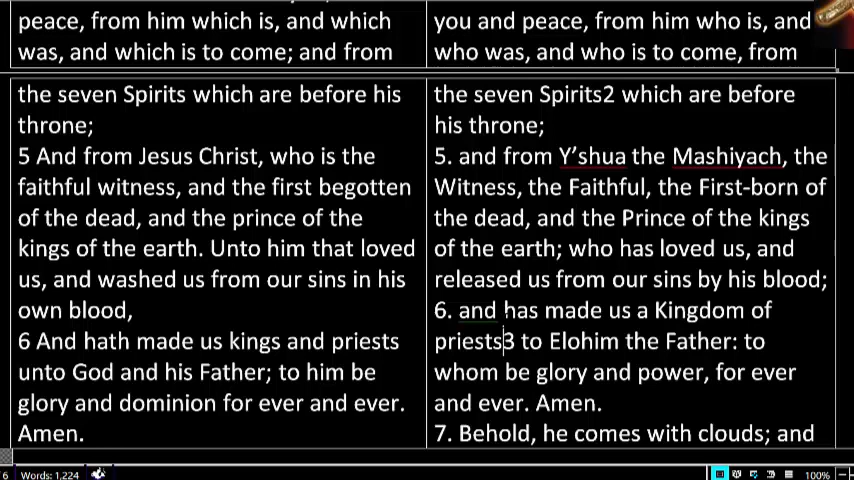 peace, from him which is, and which
was, and which is to come; and from
the seven Spirits which are before his
throne;
5 And from Jesus Christ, who is the
faithful witness, and the first begotten
of the dead, and the prince of the
kings of the earth. Unto him that loved
us, and washed us from our sins in his
own blood,
6 And hath made us kings and priests
unto God and his Father; to him be
glory and dominion for ever and ever.
Amen.
you and peace, from him who is, and
who was, and who is to come, from
the seven Spirits2 which are before
his throne;
5. and from Y’shua the Mashiyach, the
Witness, the Faithful, the First-born of
the dead, and the Prince of the kings
of the earth; who has loved us, and
released us from our sins by his blood;
6. and has made us a Kingdom of
priests3 to Elohim the Father: to
whom be glory and power, for ever
and ever. Amen.
7. Behold, he comes with clouds; and
6 Words: 1,224
100%